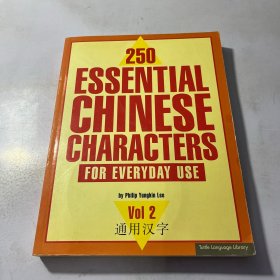 250
ESSENTIAL
CHINESE
CHARACTERS
FOR EVERYDAY USE
by Philip Yungkin Lee
Vol 2
通用汉字
Tuttle Language Library